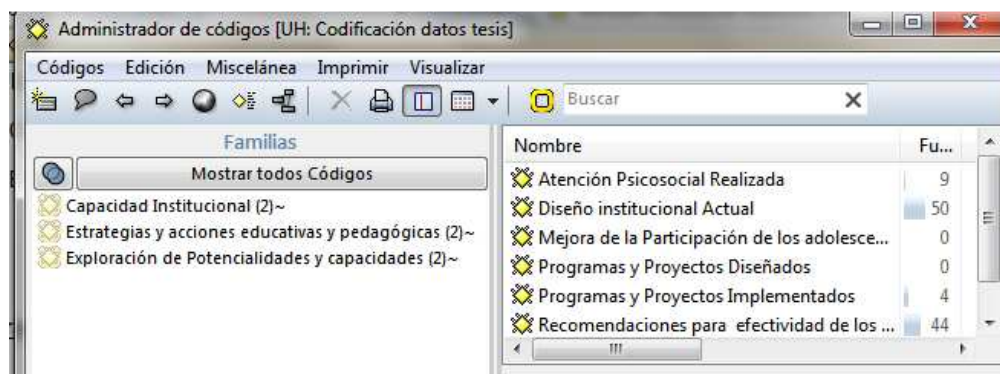 Administrador de códigos [UH: Codificación datos tesis]
Códigos Edición Miscelánea Imprimir Visualizar
Buscar
Familias
Mostrar todos Códigos
Capacidad Institucional (2)~
Estrategias y acciones educativas y pedagógicas (2)~
Exploración de Potencialidades y capacidades (2)~
Nombre Fu...
Atención Psicosocial Realizada 9
Diseño institucional Actual 50
Mejora de la Participación de los adolesce... 0
Programas y Proyectos Diseñados 0
Programas y Proyectos Implementados 4
Recomendaciones para efectividad de los ... 44